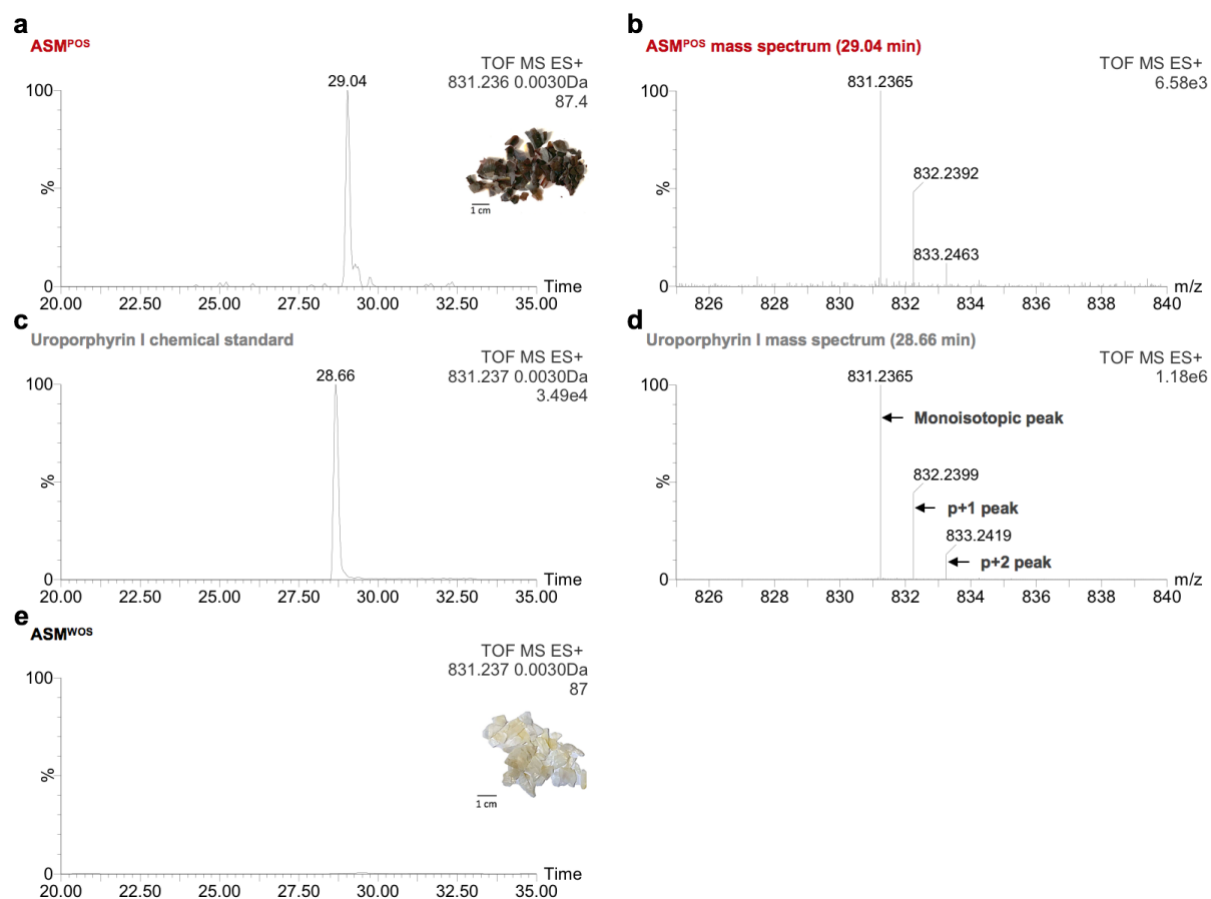 a
ASMPOS
TOF MS ES+
831.236 0.0030Da
87.4
29.04
100
%
0
1 cm
Time
20.00 22.50 25.00 27.50 30.00 32.50 35.00
b
ASMPOS mass spectrum (29.04 min)
TOF MS ES+
6.58e3
831.2365
100
832.2392
%
833.2463
0
m/z
826 828 830 832 834 836 838 840
c
Uroporphyrin I chemical standard
TOF MS ES+
831.237 0.0030Da
3.49e4
28.66
100
%
0
Time
20.00 22.50 25.00 27.50 30.00 32.50 35.00
d
Uroporphyrin I mass spectrum (28.66 min)
TOF MS ES+
1.18e6
831.2365
100
Monoisotopic peak
832.2399
%
p+1 peak
833.2419
p+2 peak
0
m/z
826 828 830 832 834 836 838 840
e
ASMWOS
TOF MS ES+
831.237 0.0030Da
87
100
%
1 cm
0
Time
20.00 22.50 25.00 27.50 30.00 32.50 35.00